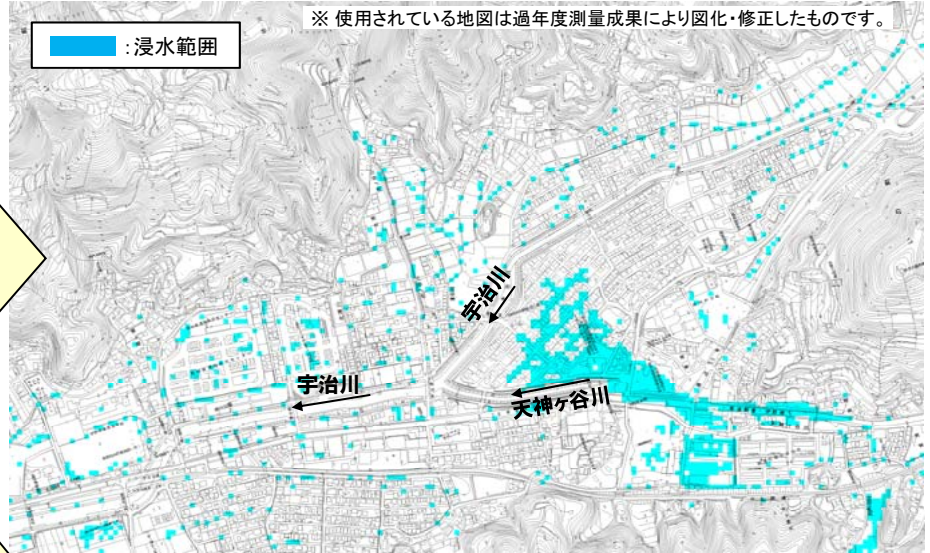 ※ 使用されている地図は過年度測量成果により図化・修正したものです。
：浸水範囲
宇治川
宇治川
天神ヶ谷川